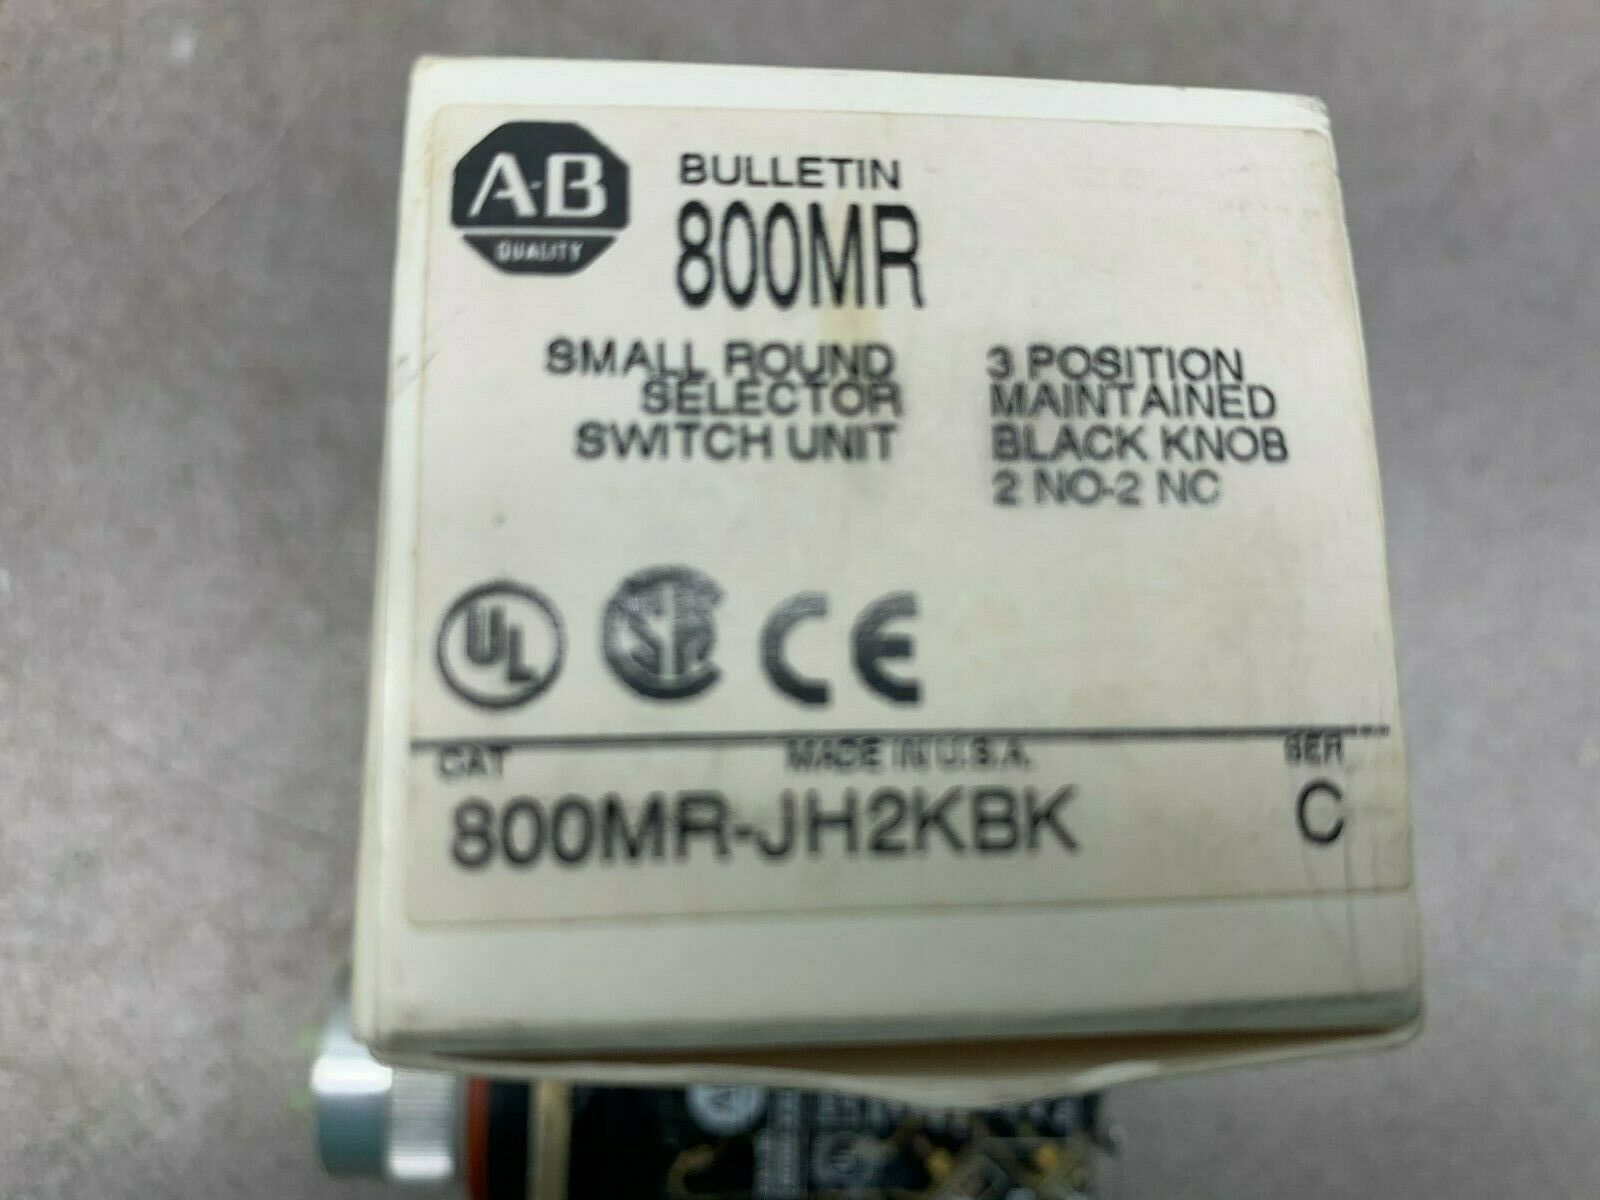 A-B
QUALITY
BULLETIN
800MR
SMALL ROUND
SELECTOR
SWITCH UNIT
3 POSITION
MAINTAINED
BLACK KNOB
2 NO-2 NC
UL
CE
CAT
MADE IN U.S.A.
SER
800MR-JH2KBK
C